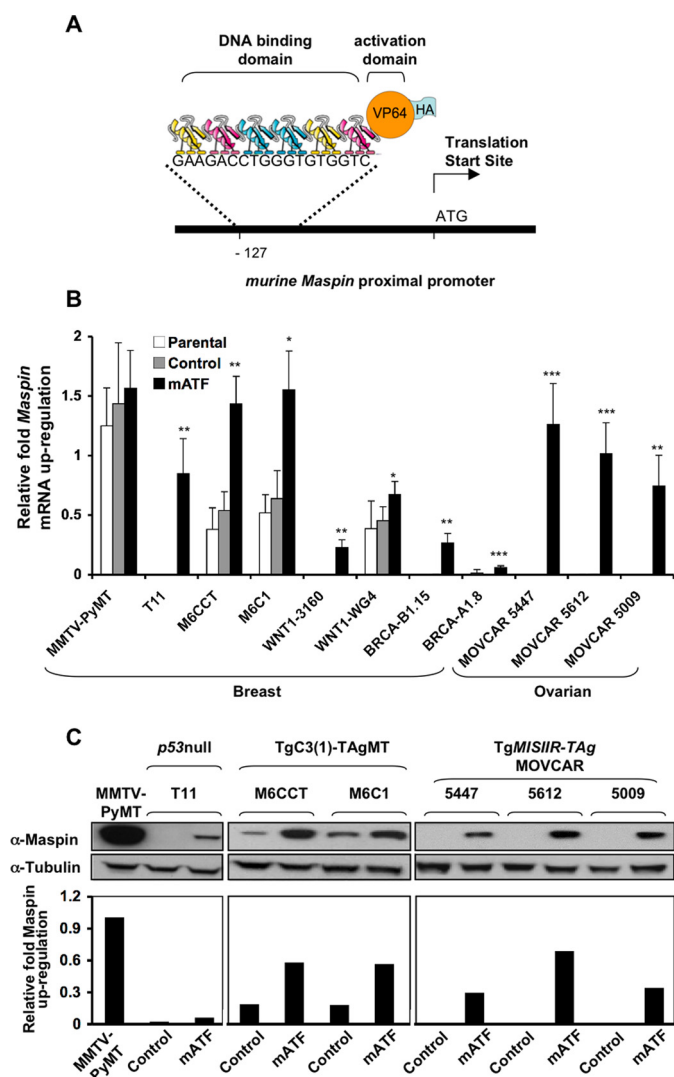 A
DNA binding
domain
activation
domain
VP64
HA
GAAGACCTGGGTGTGGTC
Translation
Start Site
ATG
- 127
murine Maspin proximal promoter
B
Relative fold Maspin
mRNA up-regulation
2
1.5
1
0.5
0
Parental
Control
mATF
**
**
*
**
*
**
***
***
***
**
MMTV-PyMT
T11
M6CCT
M6C1
WNT1-3160
WNT1-WG4
BRCA-B1.15
BRCA-A1.8
MOVCAR 5447
MOVCAR 5612
MOVCAR 5009
Breast
Ovarian
C
p53null
TgC3(1)-TAgMT
TgMISIIR-TAg
MOVCAR
MMTV-
PyMT
T11
M6CCT
M6C1
5447
5612
5009
α-Maspin
α-Tubulin
Relative fold Maspin
up-regulation
1.2
0.9
0.6
0.3
0
MMTV-
PyMT
Control
mATF
Control
mATF
Control
mATF
Control
mATF
Control
mATF
Control
mATF